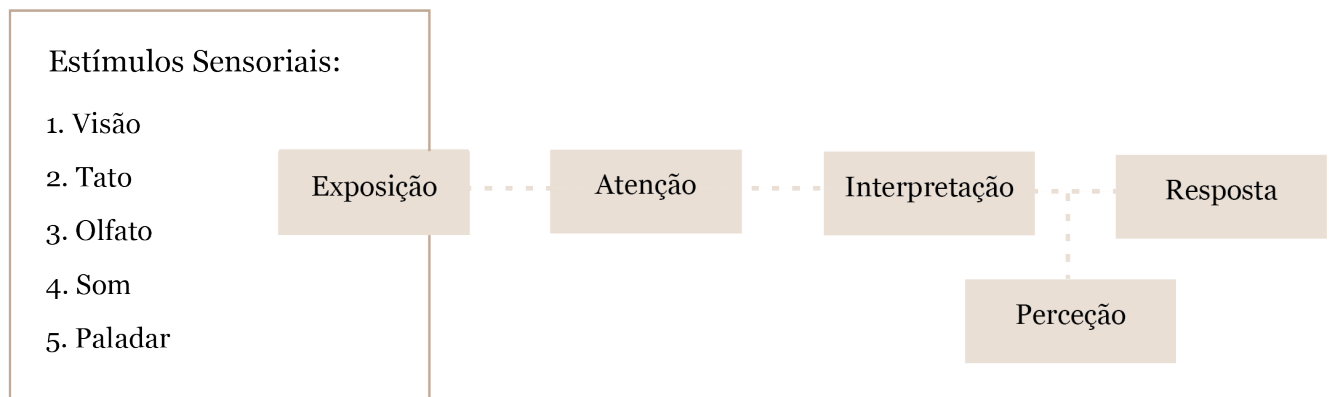 Estímulos Sensoriais:
1. Visão
2. Tato
3. Olfato
4. Som
5. Paladar
Exposição
Atenção
Interpretação
Resposta
Perceção